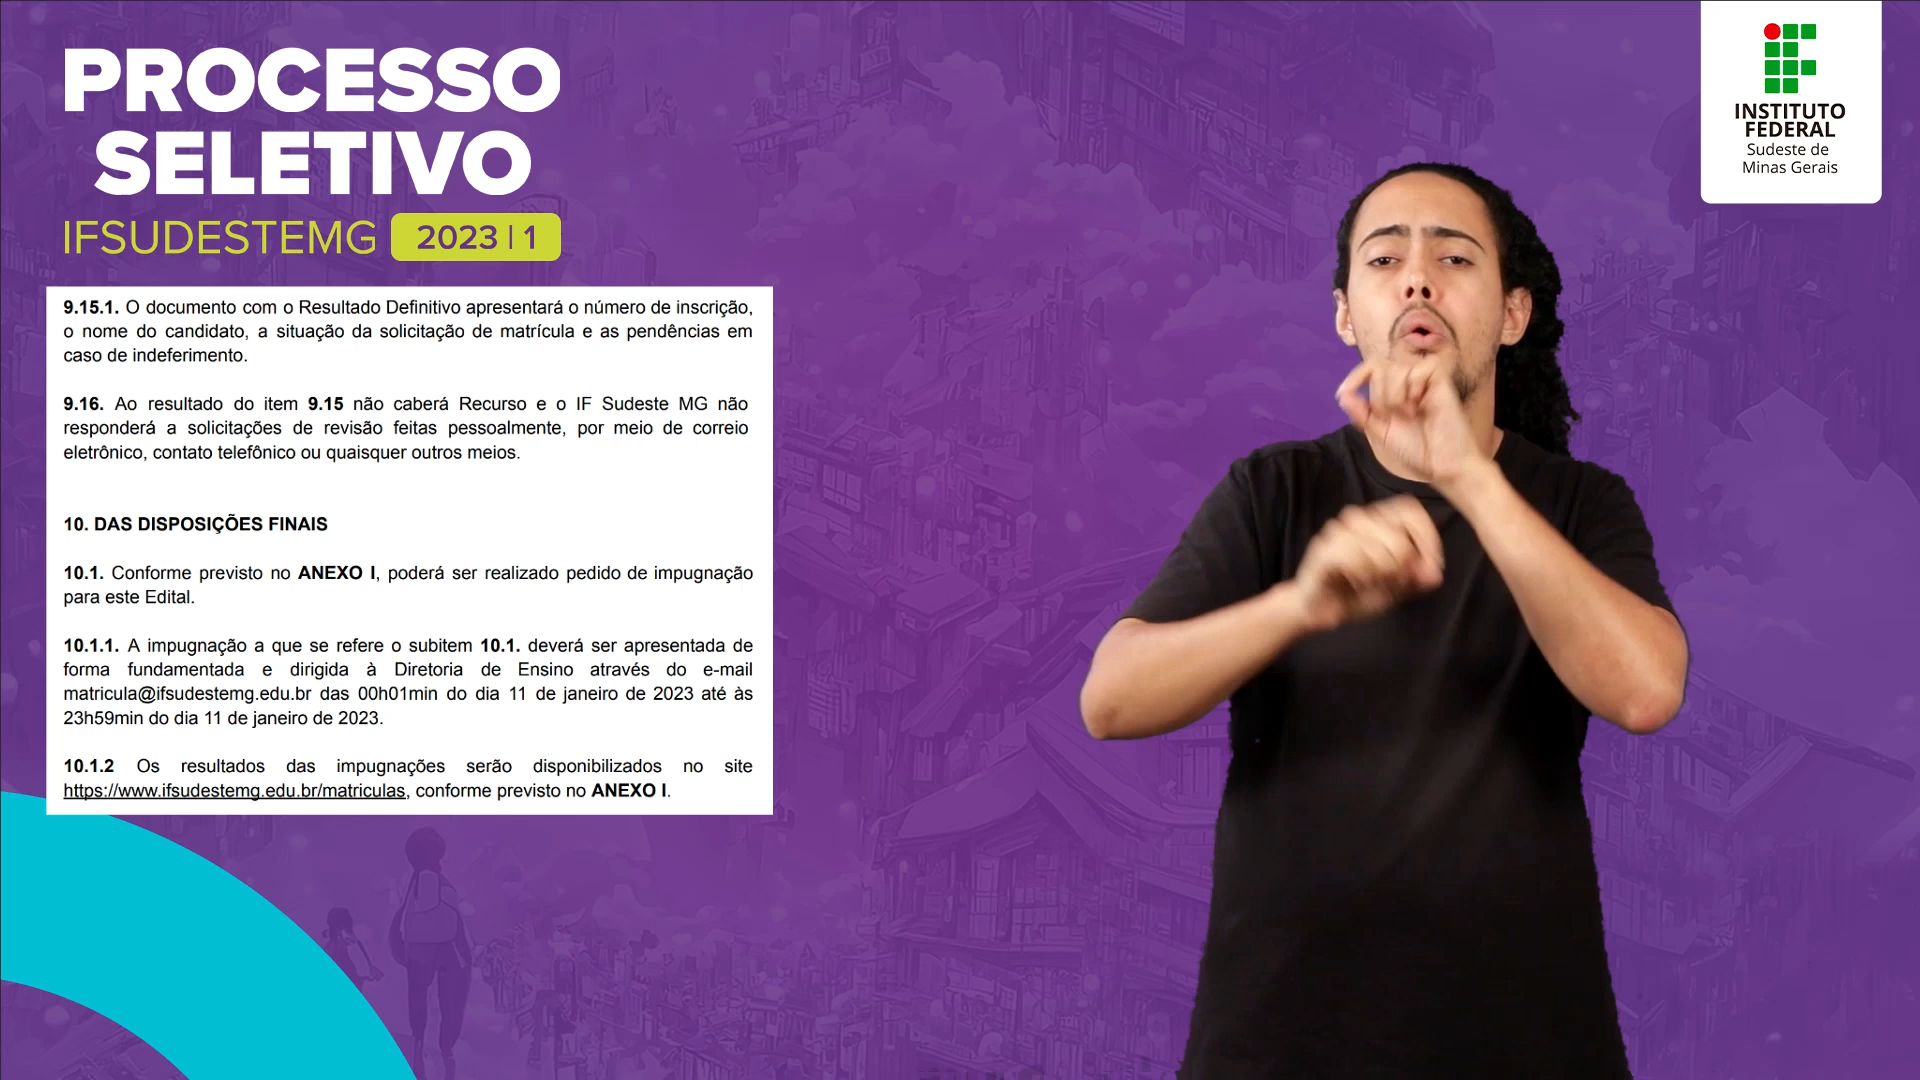 PROCESSO
SELETIVO
IFSUDESTEMG 2023 | 1
INSTITUTO
FEDERAL
Sudeste de
Minas Gerais
9.15.1. O documento com o Resultado Definitivo apresentará o número de inscrição,
o nome do candidato, a situação da solicitação de matrícula e as pendências em
caso de indeferimento.
9.16. Ao resultado do item 9.15 não caberá Recurso e o IF Sudeste MG não
responderá a solicitações de revisão feitas pessoalmente, por meio de correio
eletrônico, contato telefônico ou quaisquer outros meios.
10. DAS DISPOSIÇÕES FINAIS
10.1. Conforme previsto no ANEXO I, poderá ser realizado pedido de impugnação
para este Edital.
10.1.1. A impugnação a que se refere o subitem 10.1. deverá ser apresentada de
forma fundamentada e dirigida à Diretoria de Ensino através do e-mail
matricula@ifsudestemg.edu.br das 00h01min do dia 11 de janeiro de 2023 até às
23h59min do dia 11 de janeiro de 2023.
10.1.2 Os resultados das impugnações serão disponibilizados no site
https://www.ifsudestemg.edu.br/matriculas, conforme previsto no ANEXO I.